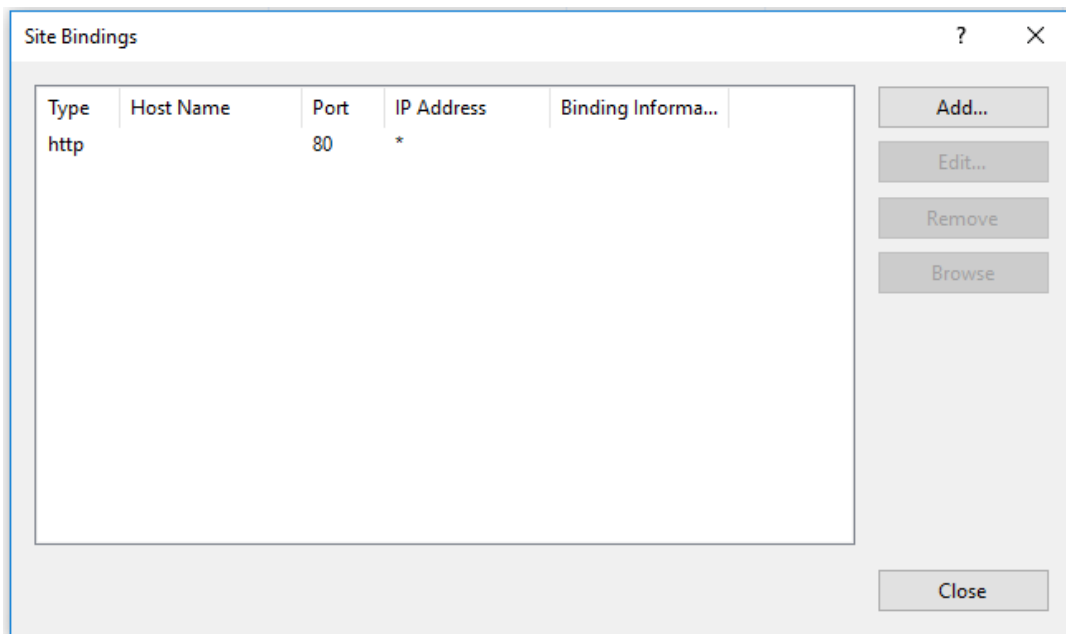 Site Bindings ?
Type Host Name Port IP Address Binding Informa...
http 80 *
Add...
Edit...
Remove
Browse
Close